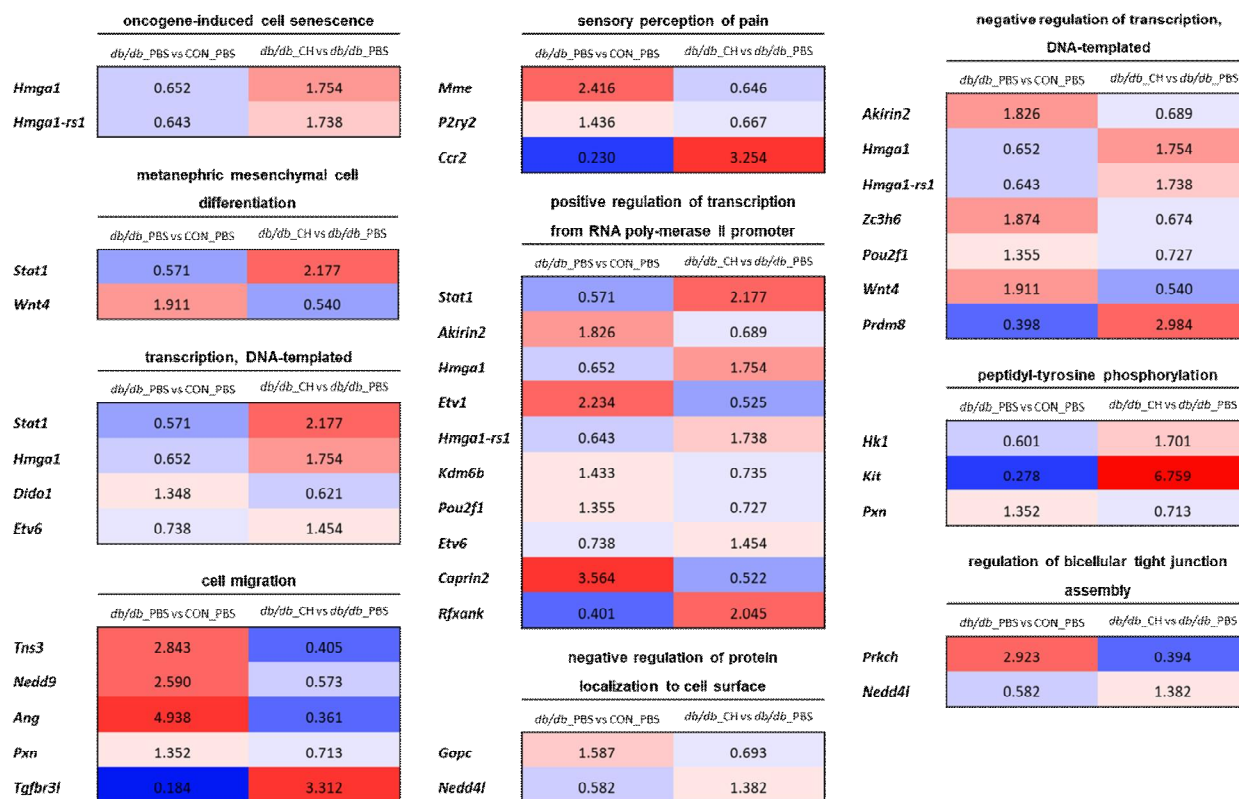 oncogene-induced cell senescence
db/db_PBS vs CON_PBS db/db_CH vs db/db_PBS
Hmga1 0.652 1.754
Hmga1-rs1 0.643 1.738
metanephric mesenchymal cell
differentiation
db/db_PBS vs CON_PBS db/db_CH vs db/db_PBS
Stat1 0.571 2.177
Wnt4 1.911 0.540
transcription, DNA-templated
db/db_PBS vs CON_PBS db/db_CH vs db/db_PBS
Stat1 0.571 2.177
Hmga1 0.652 1.754
Dido1 1.348 0.621
Etv6 0.738 1.454
cell migration
db/db_PBS vs CON_PBS db/db_CH vs db/db_PBS
Tns3 2.843 0.405
Nedd9 2.590 0.573
Ang 4.938 0.361
Pxn 1.352 0.713
Tgfbr3l 0.184 3.312
sensory perception of pain
db/db_PBS vs CON_PBS db/db_CH vs db/db_PBS
Mme 2.416 0.646
P2ry2 1.436 0.667
Ccr2 0.230 3.254
positive regulation of transcription
from RNA poly-merase II promoter
db/db_PBS vs CON_PBS db/db_CH vs db/db_PBS
Stat1 0.571 2.177
Akirin2 1.826 0.689
Hmga1 0.652 1.754
Etv1 2.234 0.525
Hmga1-rs1 0.643 1.738
Kdm6b 1.433 0.735
Pou2f1 1.355 0.727
Etv6 0.738 1.454
Caprin2 3.564 0.522
Rfxank 0.401 2.045
negative regulation of protein
localization to cell surface
db/db_PBS vs CON_PBS db/db_CH vs db/db_PBS
Gopc 1.587 0.693
Nedd4l 0.582 1.382
negative regulation of transcription,
DNA-templated
db/db_PBS vs CON_PBS db/db_CH vs db/db_PBS
Akirin2 1.826 0.689
Hmga1 0.652 1.754
Hmga1-rs1 0.643 1.738
Zc3h6 1.874 0.674
Pou2f1 1.355 0.727
Wnt4 1.911 0.540
Prdm8 0.398 2.984
peptidyl-tyrosine phosphorylation
db/db_PBS vs CON_PBS db/db_CH vs db/db_PBS
Hk1 0.601 1.701
Kit 0.278 6.759
Pxn 1.352 0.713
regulation of bicellular tight junction
assembly
db/db_PBS vs CON_PBS db/db_CH vs db/db_PBS
Prkch 2.923 0.394
Nedd4l 0.582 1.382